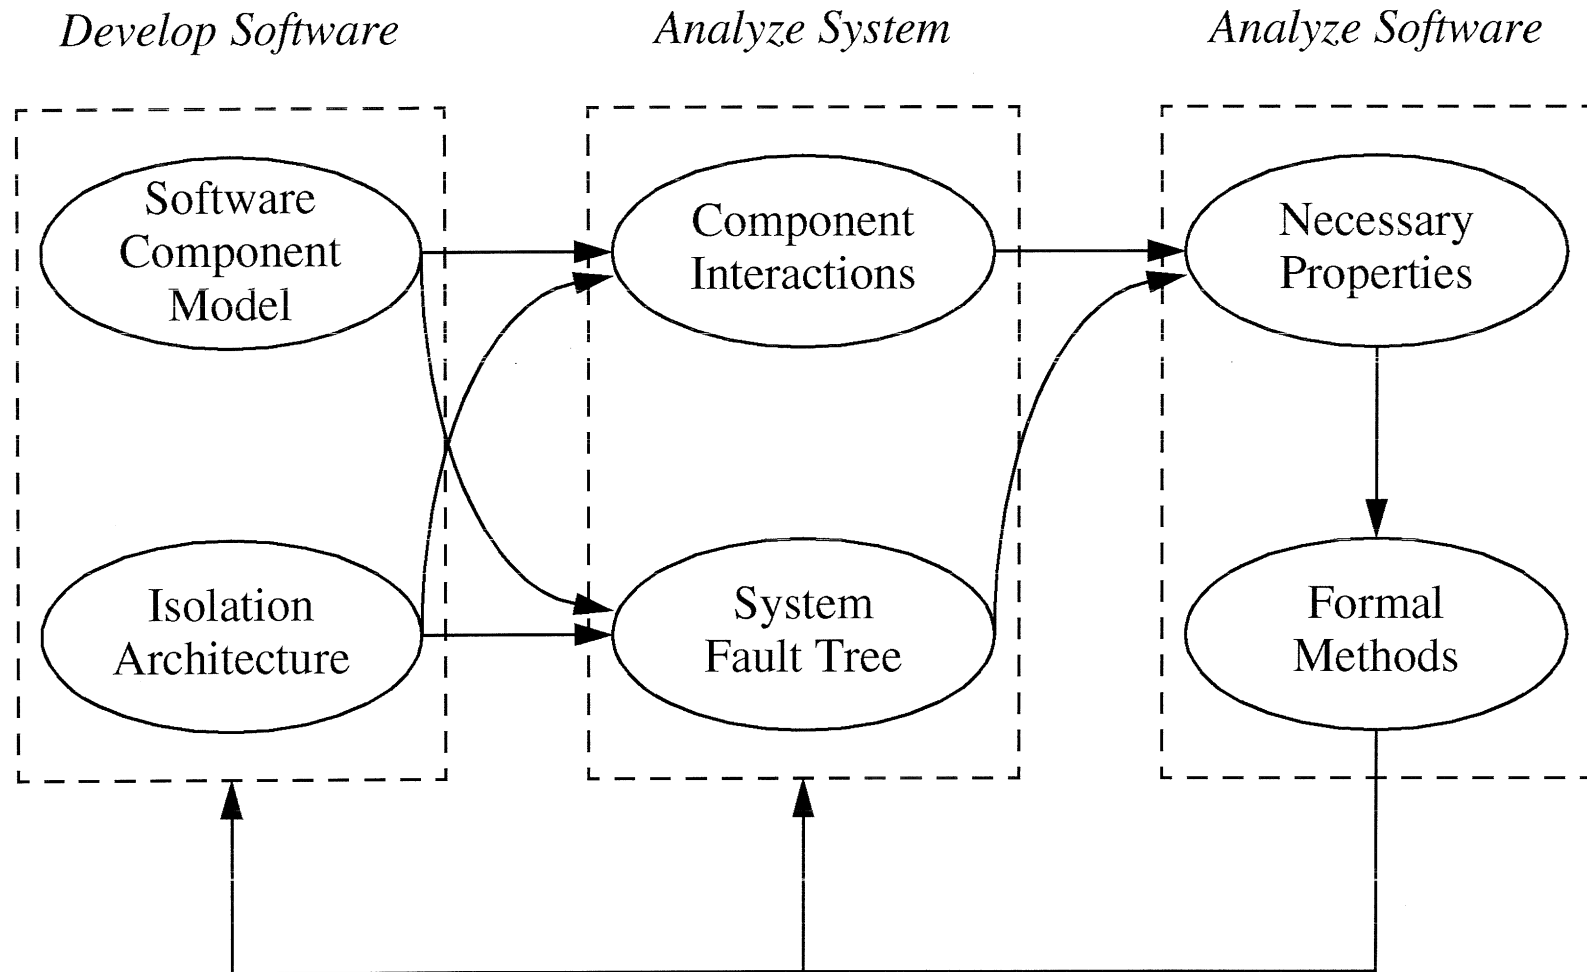 Develop Software
Analyze System
Analyze Software
Software
Component
Model
Component
Interactions
Necessary
Properties
Isolation
Architecture
System
Fault Tree
Formal
Methods